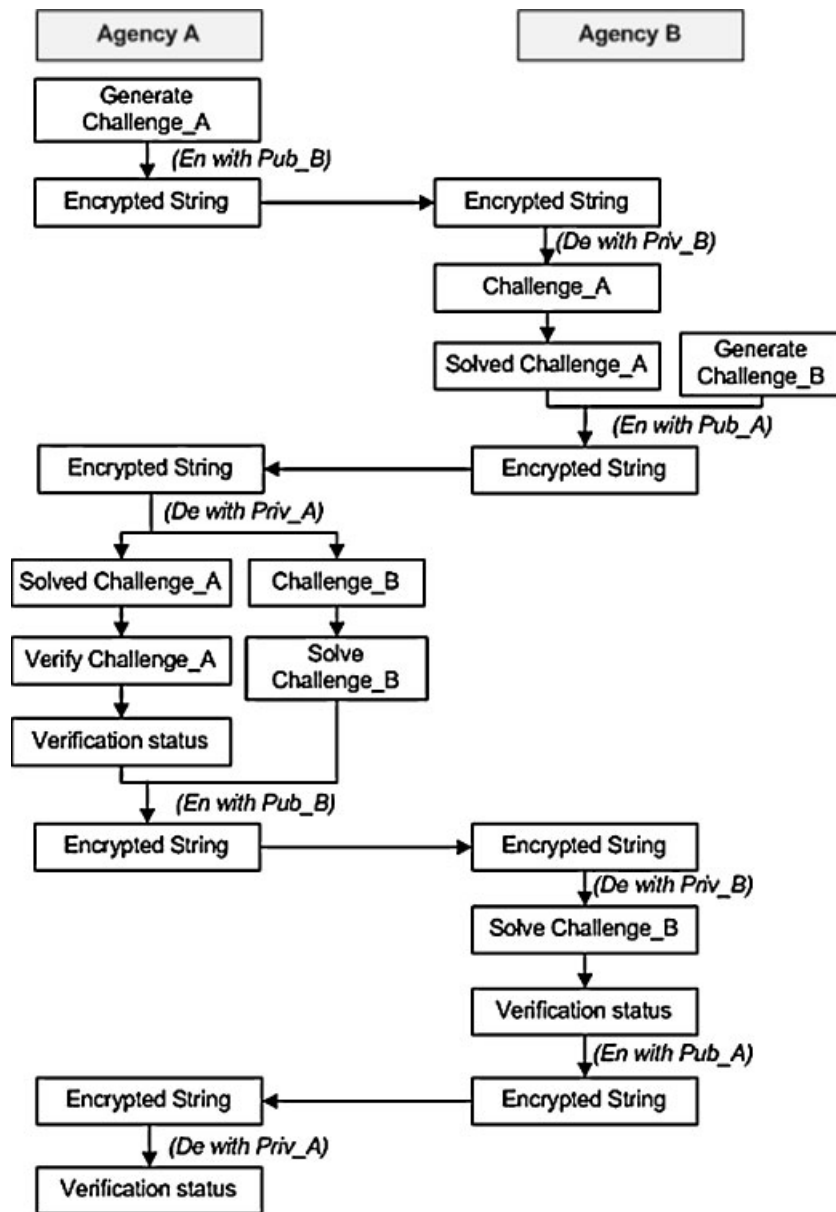 Agency A
Agency B
Generate
Challenge_A
(En with Pub_B)
Encrypted String
Encrypted String
(De with Priv_B)
Challenge_A
Solved Challenge_A
Generate
Challenge_B
(En with Pub_A)
Encrypted String
Encrypted String
(De with Priv_A)
Solved Challenge_A
Challenge_B
Verify Challenge_A
Solve
Challenge_B
Verification status
(En with Pub_B)
Encrypted String
Encrypted String
(De with Priv_B)
Solve Challenge_B
Verification status
(En with Pub_A)
Encrypted String
Encrypted String
(De with Priv_A)
Verification status